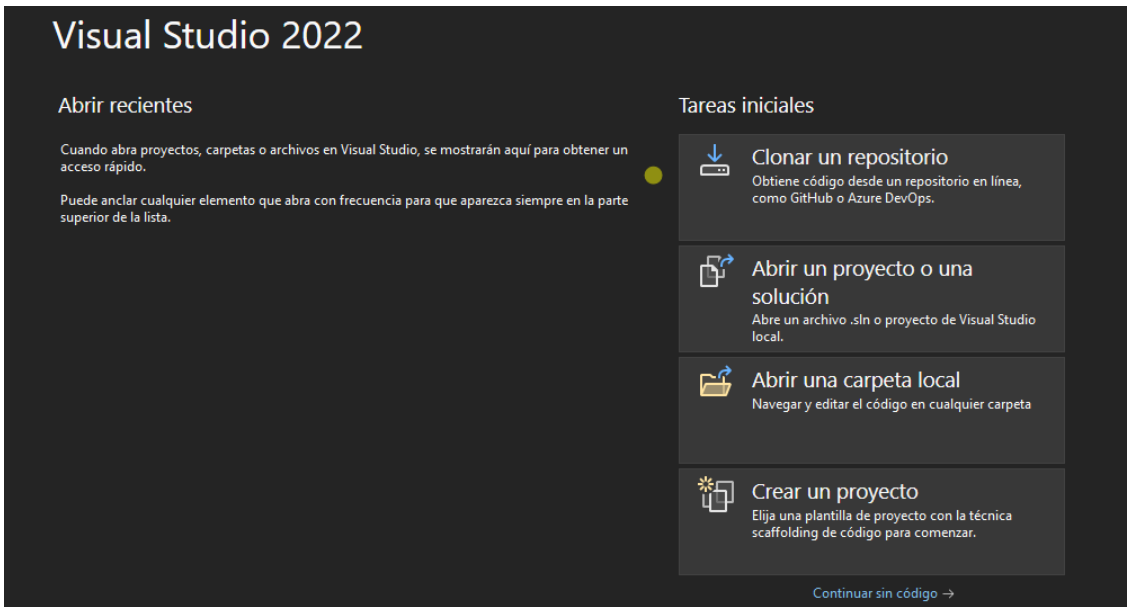 Visual Studio 2022
Abrir recientes
Cuando abra proyectos, carpetas o archivos en Visual Studio, se mostrarán aquí para obtener un
acceso rápido.
Puede anclar cualquier elemento que abra con frecuencia para que aparezca siempre en la parte
superior de la lista.
Tareas iniciales
Clonar un repositorio
Obtiene código desde un repositorio en línea,
como GitHub o Azure DevOps.
Abrir un proyecto o una
solución
Abre un archivo .sln o proyecto de Visual Studio
local.
Abrir una carpeta local
Navegar y editar el código en cualquier carpeta
Crear un proyecto
Elija una plantilla de proyecto con la técnica
scaffolding de código para comenzar.
Continuar sin código →